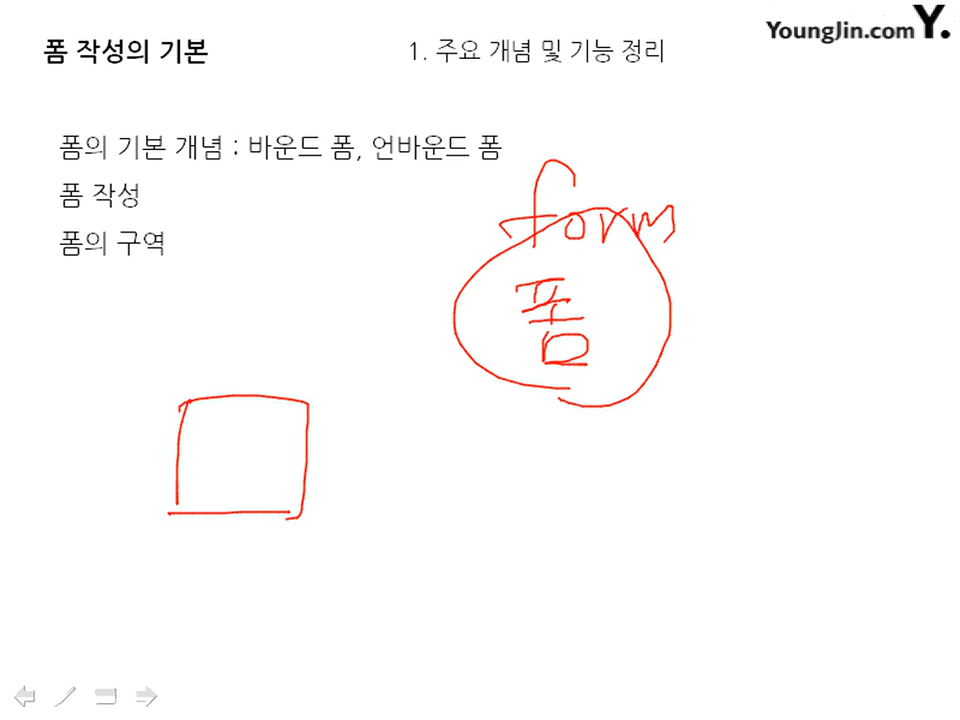 폼 작성의 기본
1. 주요 개념 및 기능 정리
YoungJin.com Y.
폼의 기본 개념 : 바운드 폼, 언바운드 폼
폼 작성
폼의 구역
form
폼